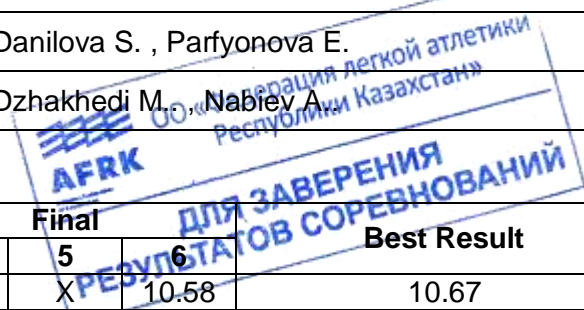 Danilova S. , Parfyonova E.
Dzhakhedi M.. , Nabiev A..
ОО «Федерация легкой атлетики
Республики Казахстан»
AFRK
ДЛЯ ЗАВЕРЕНИЯ
РЕЗУЛЬТАТОВ СОРЕВНОВАНИЙ
Final
5 6 Best Result
X 10.58 10.67